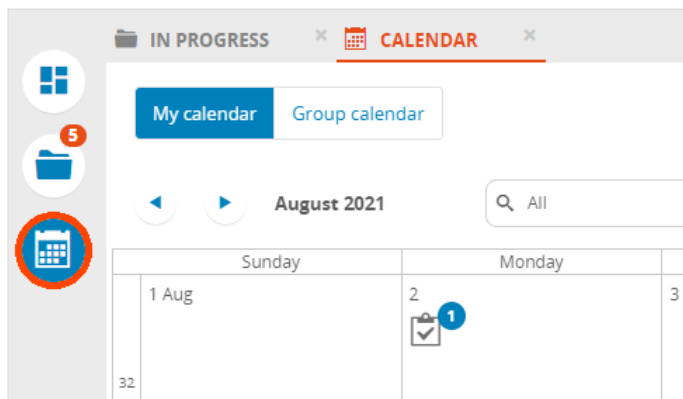 IN PROGRESS × CALENDAR ×
My calendar Group calendar
5
August 2021 All
Sunday Monday
1 Aug 2 3
1
32